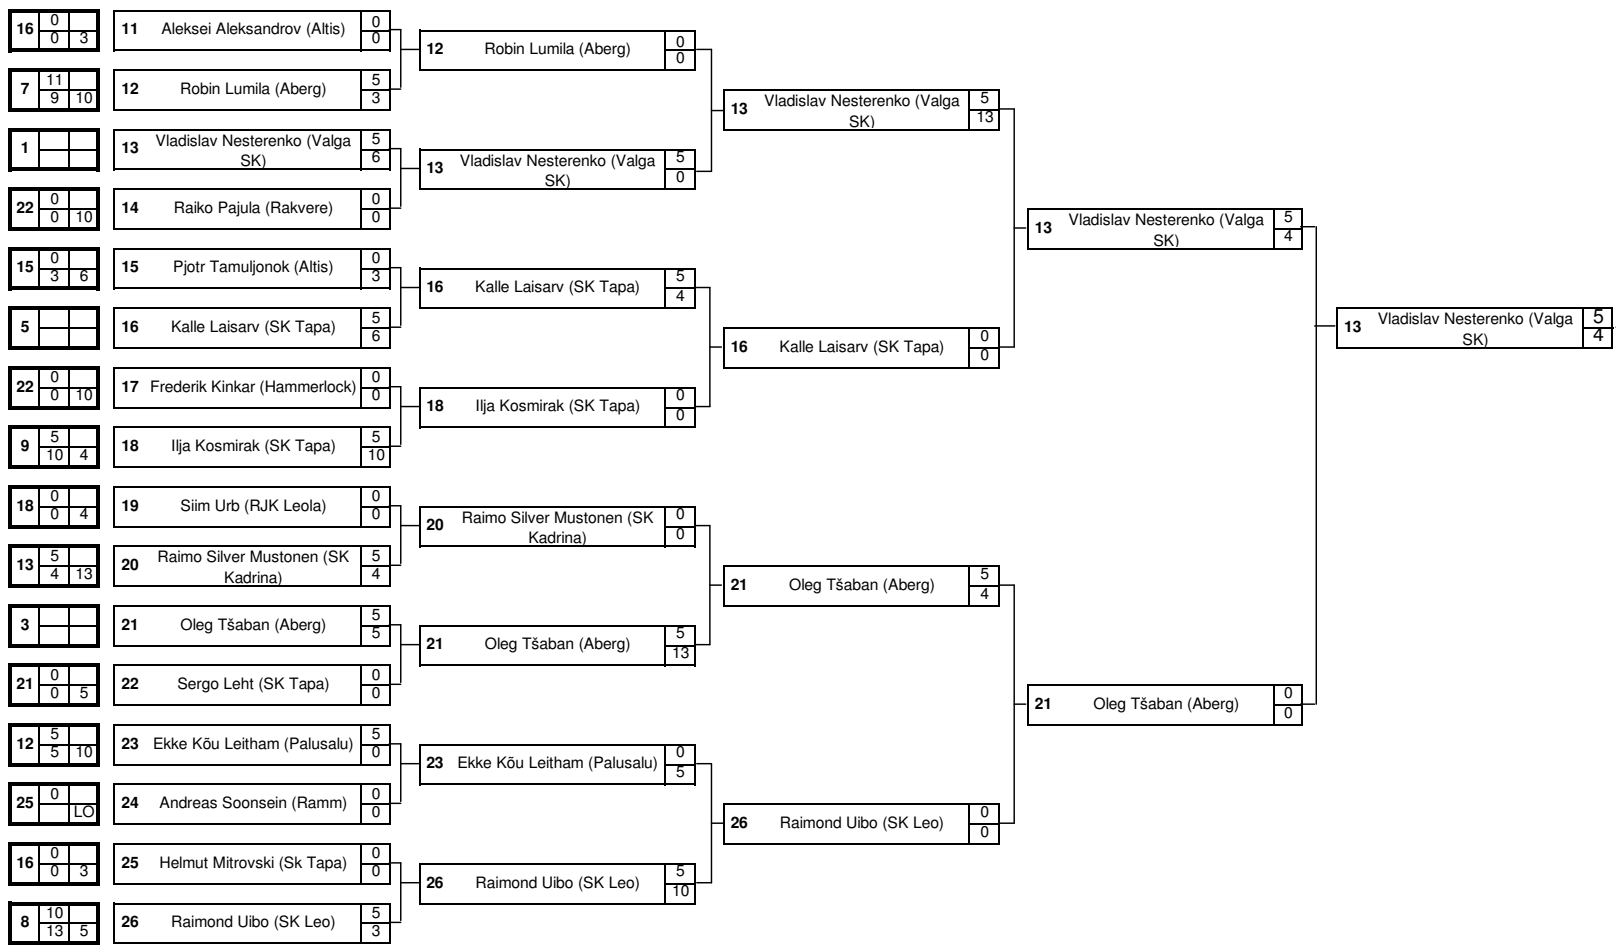 16 0
0 3
11 Aleksei Aleksandrov (Altis) 0
0
7 11
9 10
12 Robin Lumila (Aberg) 5
3
1
13 Vladislav Nesterenko (Valga
SK) 5
6
22 0
0 10
14 Raiko Pajula (Rakvere) 0
0
15 0
3 6
15 Pjotr Tamuljonok (Altis) 0
3
5
16 Kalle Laisarv (SK Tapa) 5
6
22 0
0 10
17 Frederik Kinkar (Hammerlock) 0
0
9 5
10 4
18 Ilja Kosmirak (SK Tapa) 5
10
18 0
0 4
19 Siim Urb (RJK Leola) 0
0
13 5
4 13
20 Raimo Silver Mustonen (SK
Kadrina) 5
4
3
21 Oleg Tšaban (Aberg) 5
5
21 0
0 5
22 Sergo Leht (SK Tapa) 0
0
12 5
5 10
23 Ekke Kõu Leitham (Palusalu) 5
0
25 0
LO
24 Andreas Soonsein (Ramm) 0
0
16 0
0 3
25 Helmut Mitrovski (Sk Tapa) 0
0
8 10
13 5
26 Raimond Uibo (SK Leo) 5
3
12 Robin Lumila (Aberg) 0
0
13 Vladislav Nesterenko (Valga
SK) 5
0
16 Kalle Laisarv (SK Tapa) 5
4
18 Ilja Kosmirak (SK Tapa) 0
0
20 Raimo Silver Mustonen (SK
Kadrina) 0
0
21 Oleg Tšaban (Aberg) 5
13
23 Ekke Kõu Leitham (Palusalu) 0
5
26 Raimond Uibo (SK Leo) 5
10
13 Vladislav Nesterenko (Valga
SK) 5
13
16 Kalle Laisarv (SK Tapa) 0
0
21 Oleg Tšaban (Aberg) 5
4
26 Raimond Uibo (SK Leo) 0
0
13 Vladislav Nesterenko (Valga
SK) 5
4
21 Oleg Tšaban (Aberg) 0
0
13 Vladislav Nesterenko (Valga
SK) 5
4